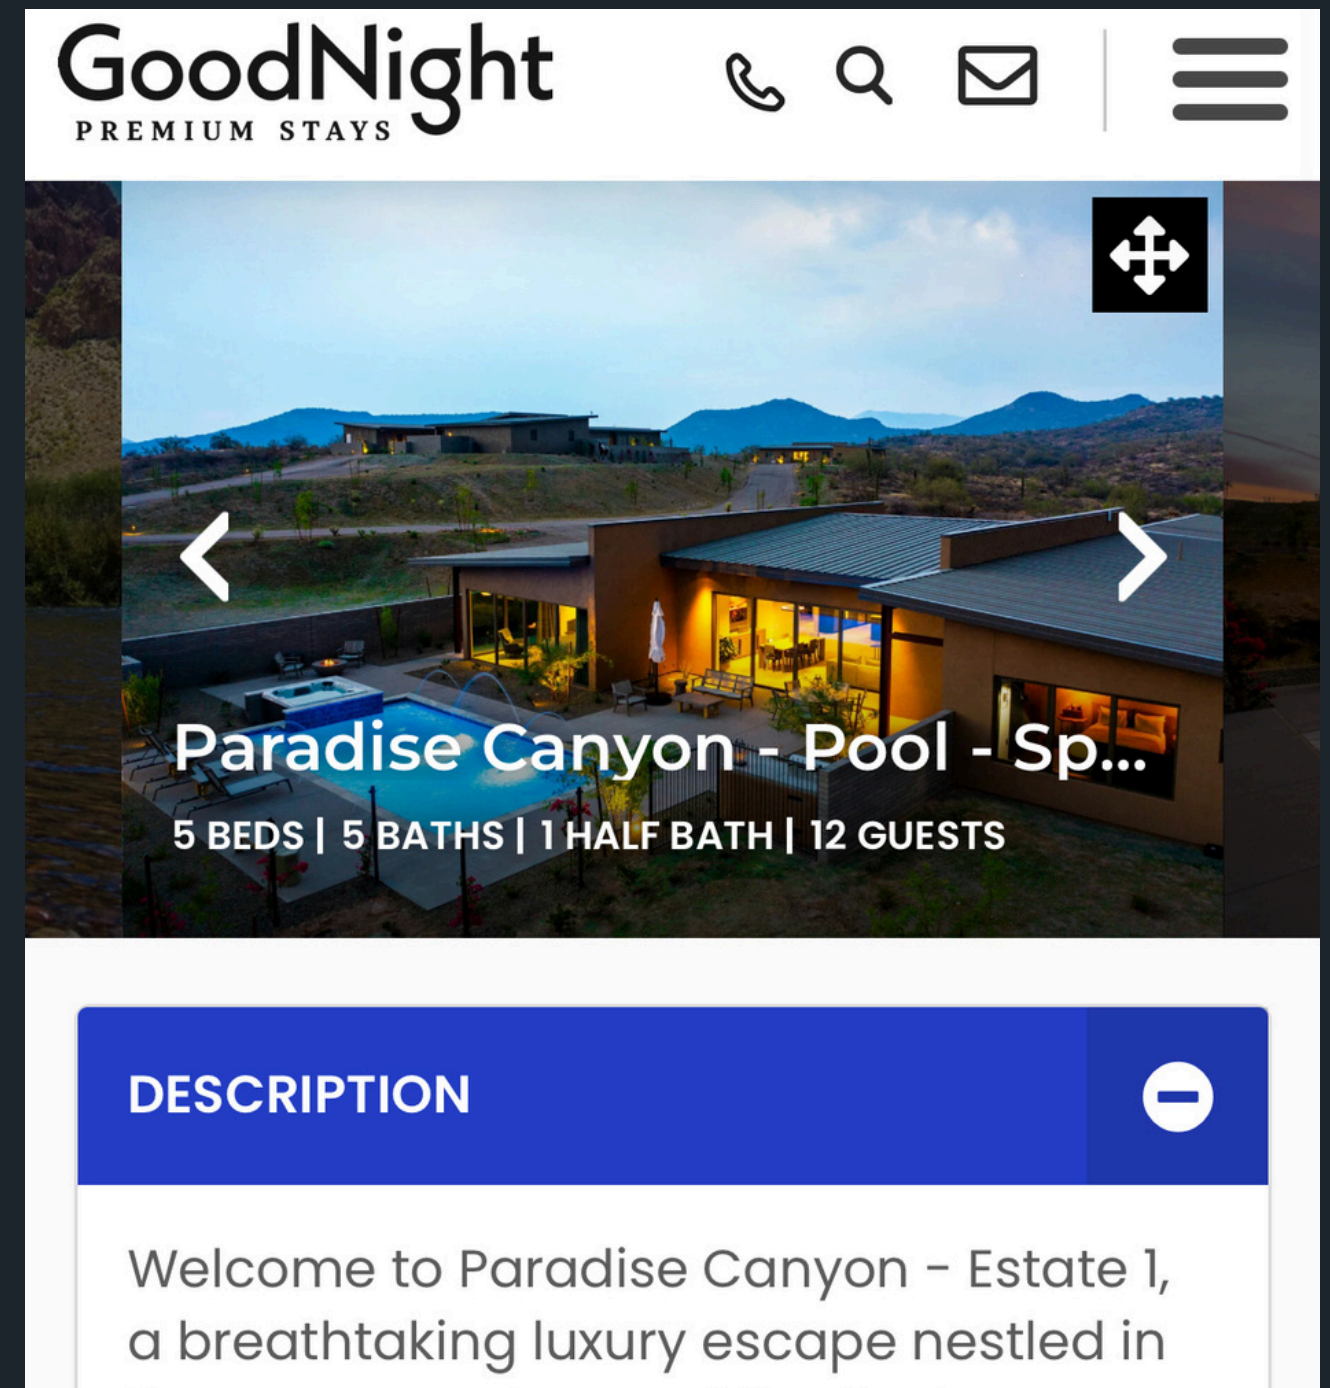 GoodNight
PREMIUM STAYS
Paradise Canyon - Pool - Sp...
5 BEDS | 5 BATHS | 1 HALF BATH | 12 GUESTS
DESCRIPTION
Welcome to Paradise Canyon - Estate 1,
a breathtaking luxury escape nestled in